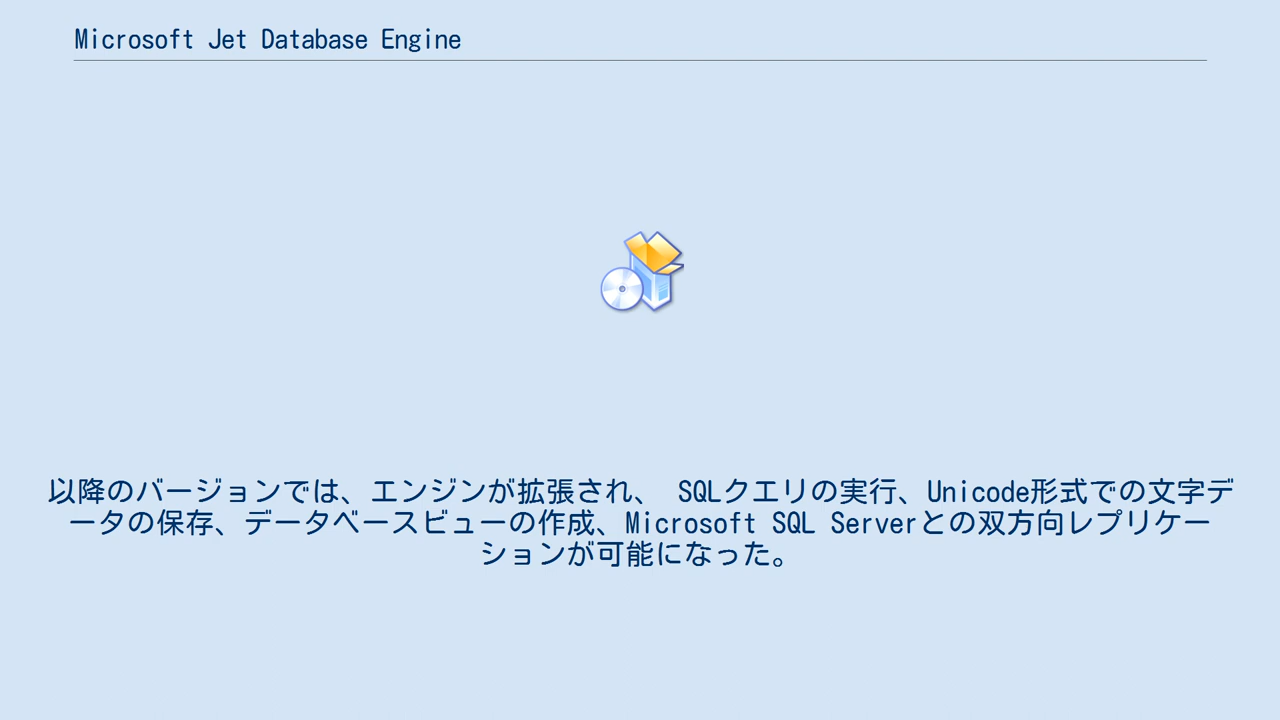 Microsoft Jet Database Engine
以降のバージョンでは、エンジンが拡張され、 SQLクエリの実行、Unicode形式での文字デ
ータの保存、データベースビューの作成、Microsoft SQL Serverとの双方向レプリケー
ションが可能になった。